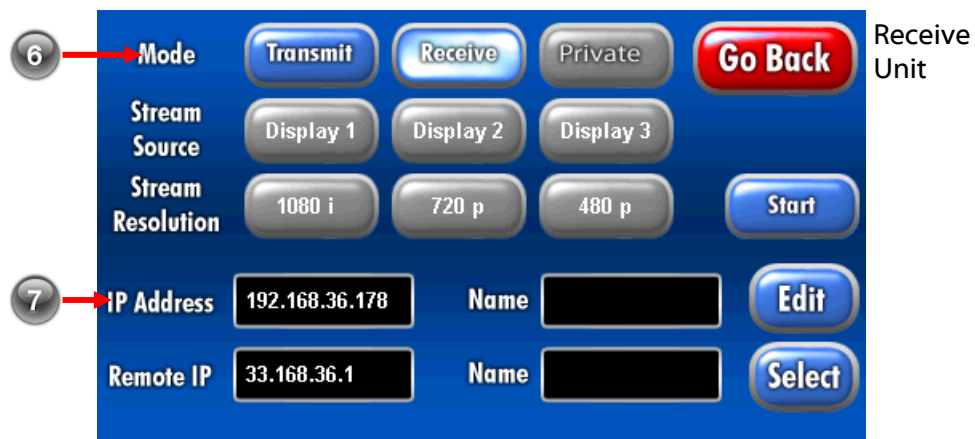 6 Mode Transmit Receive Private Go Back Receive
Unit
Stream
Source Display 1 Display 2 Display 3
Stream
Resolution 1080 i 720 p 480 p Start
7 IP Address 192.168.36.178 Name Edit
Remote IP 33.168.36.1 Name Select